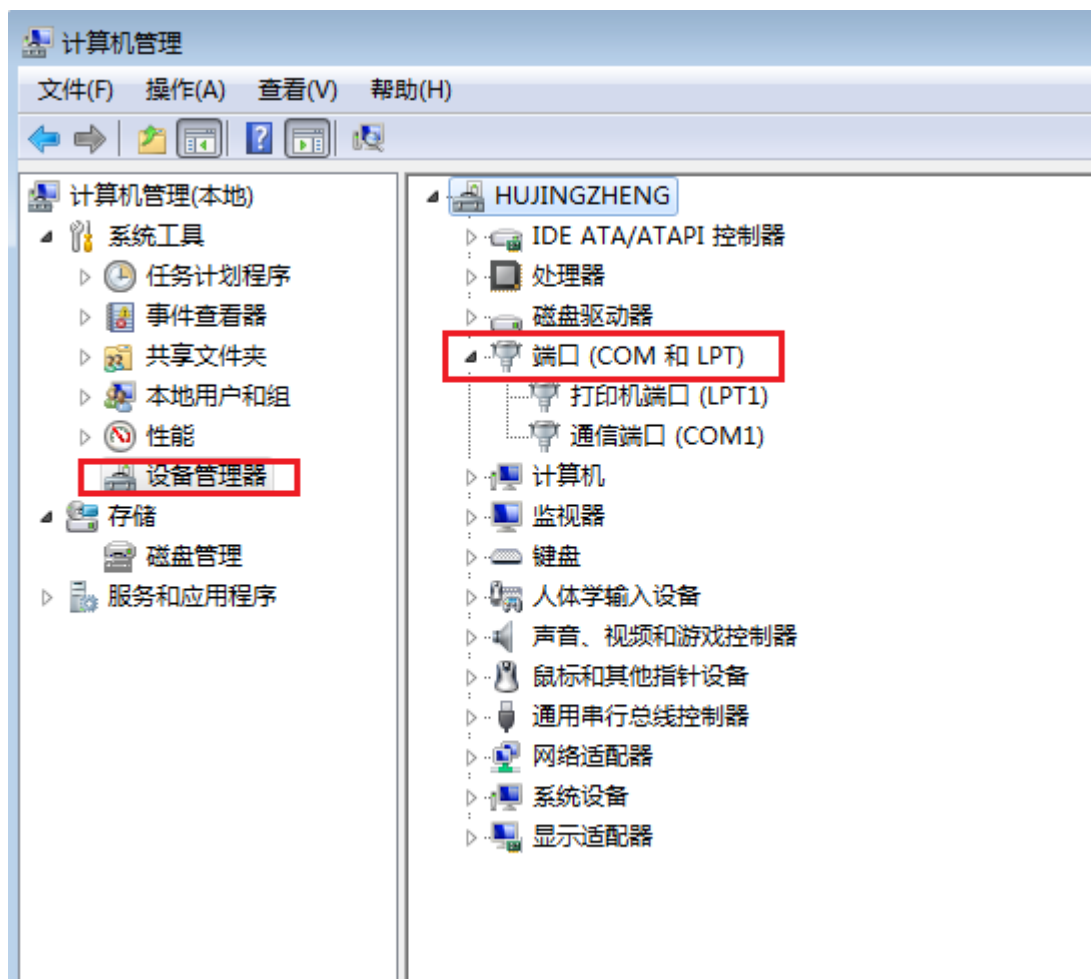 计算机管理
文件(F) 操作(A) 查看(V) 帮助(H)
计算机管理(本地)
系统工具
任务计划程序
事件查看器
共享文件夹
本地用户和组
性能
设备管理器
存储
磁盘管理
服务和应用程序
HUJINGZHENG
IDE ATA/ATAPI 控制器
处理器
磁盘驱动器
端口 (COM 和 LPT)
打印机端口 (LPT1)
通信端口 (COM1)
计算机
监视器
键盘
人体学输入设备
声音、视频和游戏控制器
鼠标和其他指针设备
通用串行总线控制器
网络适配器
系统设备
显示适配器